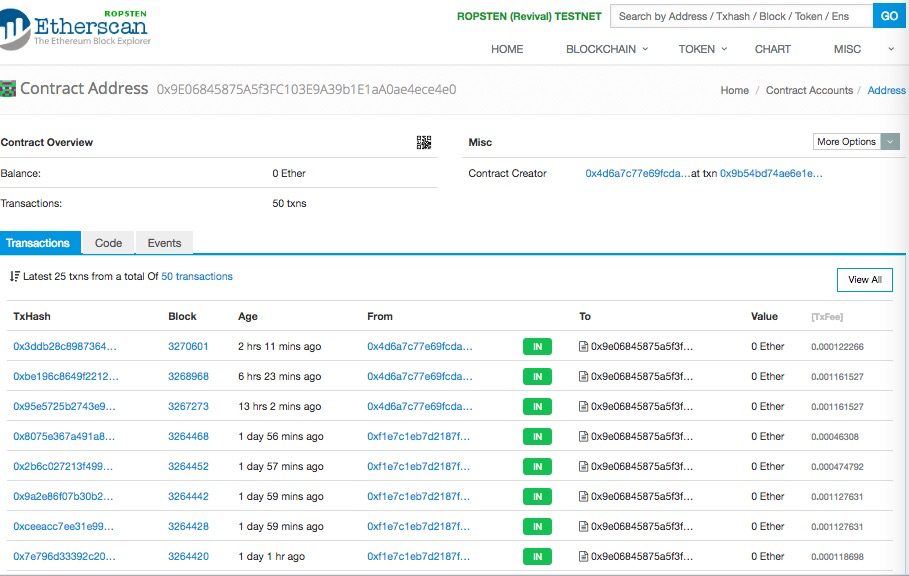 ROPSTEN
Etherscan
The Ethereum Block Explorer
ROPSTEN (Revival) TESTNET Search by Address / Txhash / Block / Token / Ens GO
HOME BLOCKCHAIN TOKEN CHART MISC
Contract Address 0x9E06845875A5f3FC103E9A39b1E1aA0ae4ece4e0
Home / Contract Accounts / Address
Contract Overview
Misc More Options
Balance: 0 Ether
Contract Creator 0x4d6a7c77e69fcda...at txn 0x9b54bd74ae6e1e...
Transactions: 50 txns
Transactions Code Events
Latest 25 txns from a total Of 50 transactions View All
TxHash Block Age From To Value [TxFee]
0x3ddb28c8987364... 3270601 2 hrs 11 mins ago 0x4d6a7c77e69fcda... IN 0x9e06845875a5f3f... 0 Ether 0.000122266
0xbe196c8649f2212... 3268968 6 hrs 23 mins ago 0x4d6a7c77e69fcda... IN 0x9e06845875a5f3f... 0 Ether 0.001161527
0x95e5725b2743e9... 3267273 13 hrs 2 mins ago 0x4d6a7c77e69fcda... IN 0x9e06845875a5f3f... 0 Ether 0.001161527
0x8075e367a491a8... 3264468 1 day 56 mins ago 0xf1e7c1eb7d2187f... IN 0x9e06845875a5f3f... 0 Ether 0.00046308
0x2b6c027213f499... 3264452 1 day 57 mins ago 0xf1e7c1eb7d2187f... IN 0x9e06845875a5f3f... 0 Ether 0.000474792
0x9a2e86f07b30b2... 3264442 1 day 59 mins ago 0xf1e7c1eb7d2187f... IN 0x9e06845875a5f3f... 0 Ether 0.001127631
0xceeacc7ee31e99... 3264428 1 day 59 mins ago 0xf1e7c1eb7d2187f... IN 0x9e06845875a5f3f... 0 Ether 0.001127631
0x7e796d33392c20... 3264420 1 day 1 hr ago 0xf1e7c1eb7d2187f... IN 0x9e06845875a5f3f... 0 Ether 0.000118698